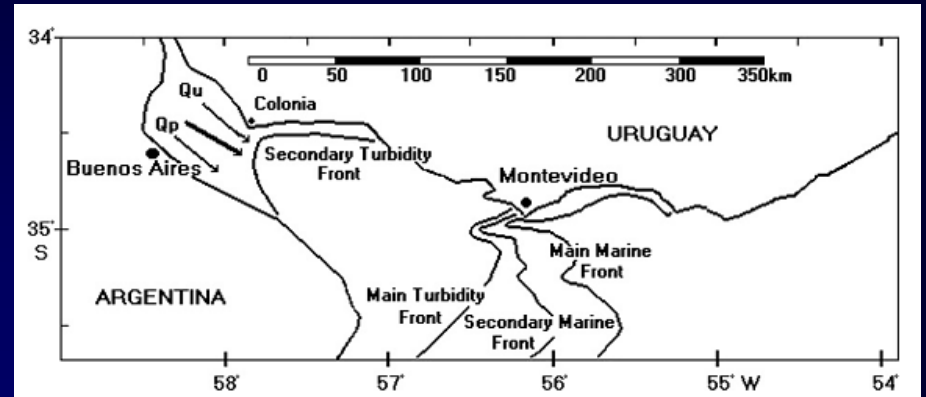 34°
0 50 100 150 200 300 350km
Qu
Colonia
Qp
URUGUAY
Buenos Aires
Secondary Turbidity
Front
Montevideo
35°
S
Main Marine
Front
ARGENTINA
Main Turbidity
Front
Secondary Marine
Front
58° 57° 56° 55° W 54°